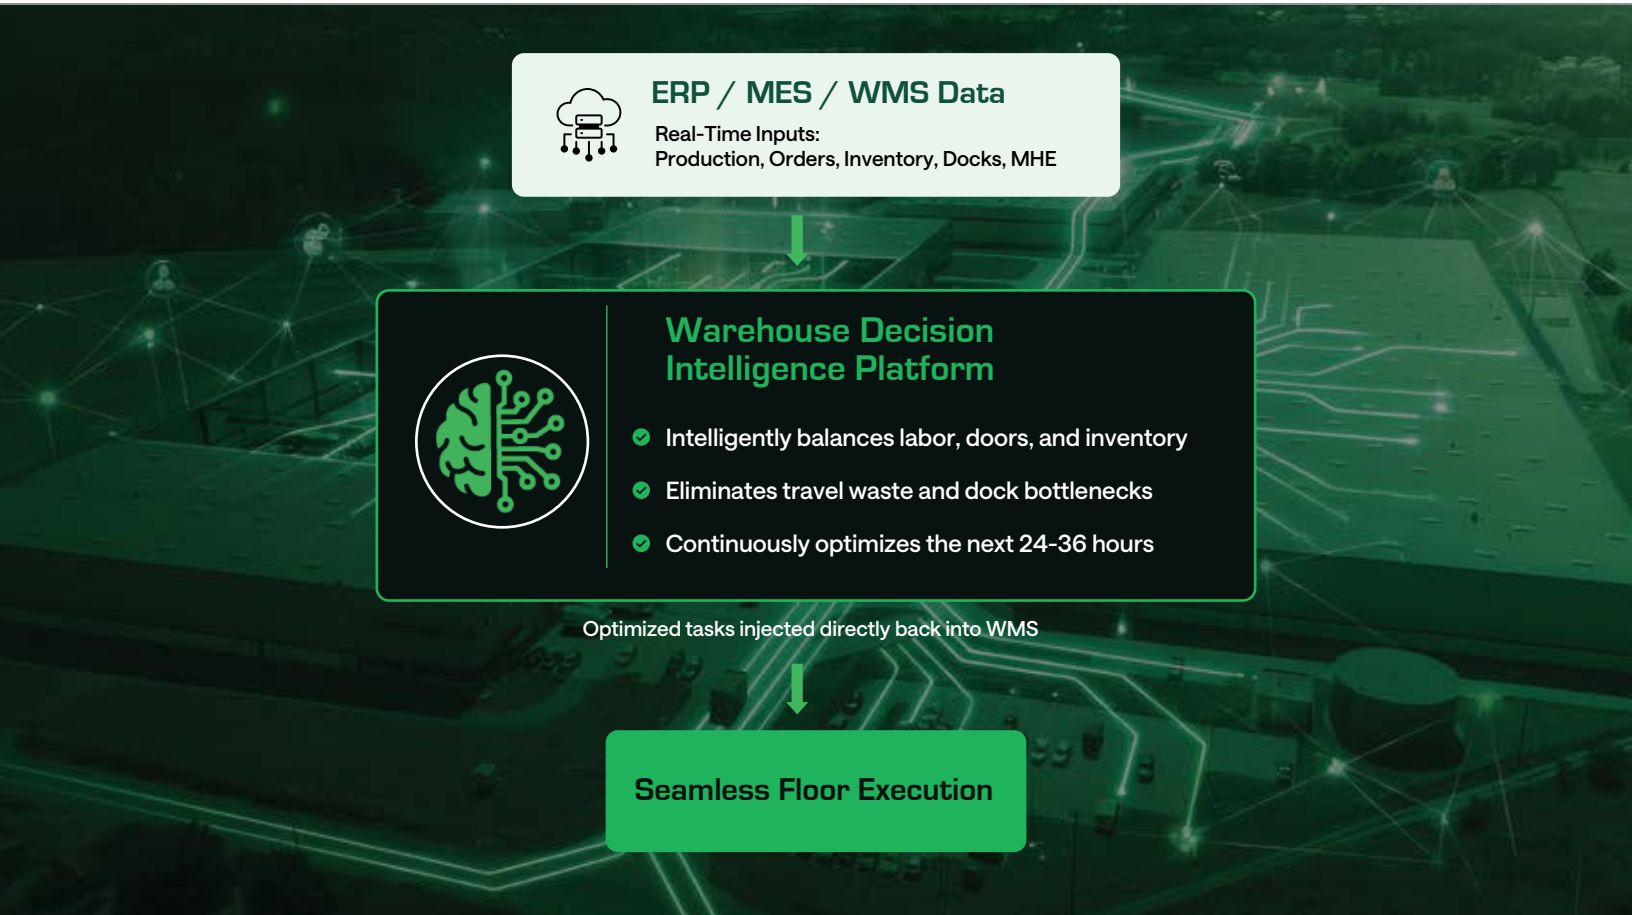 ERP / MES / WMS Data
Real-Time Inputs:
Production, Orders, Inventory, Docks, MHE
Warehouse Decision
Intelligence Platform
Intelligently balances labor, doors, and inventory
Eliminates travel waste and dock bottlenecks
Continuously optimizes the next 24-36 hours
Optimized tasks injected directly back into WMS
Seamless Floor Execution